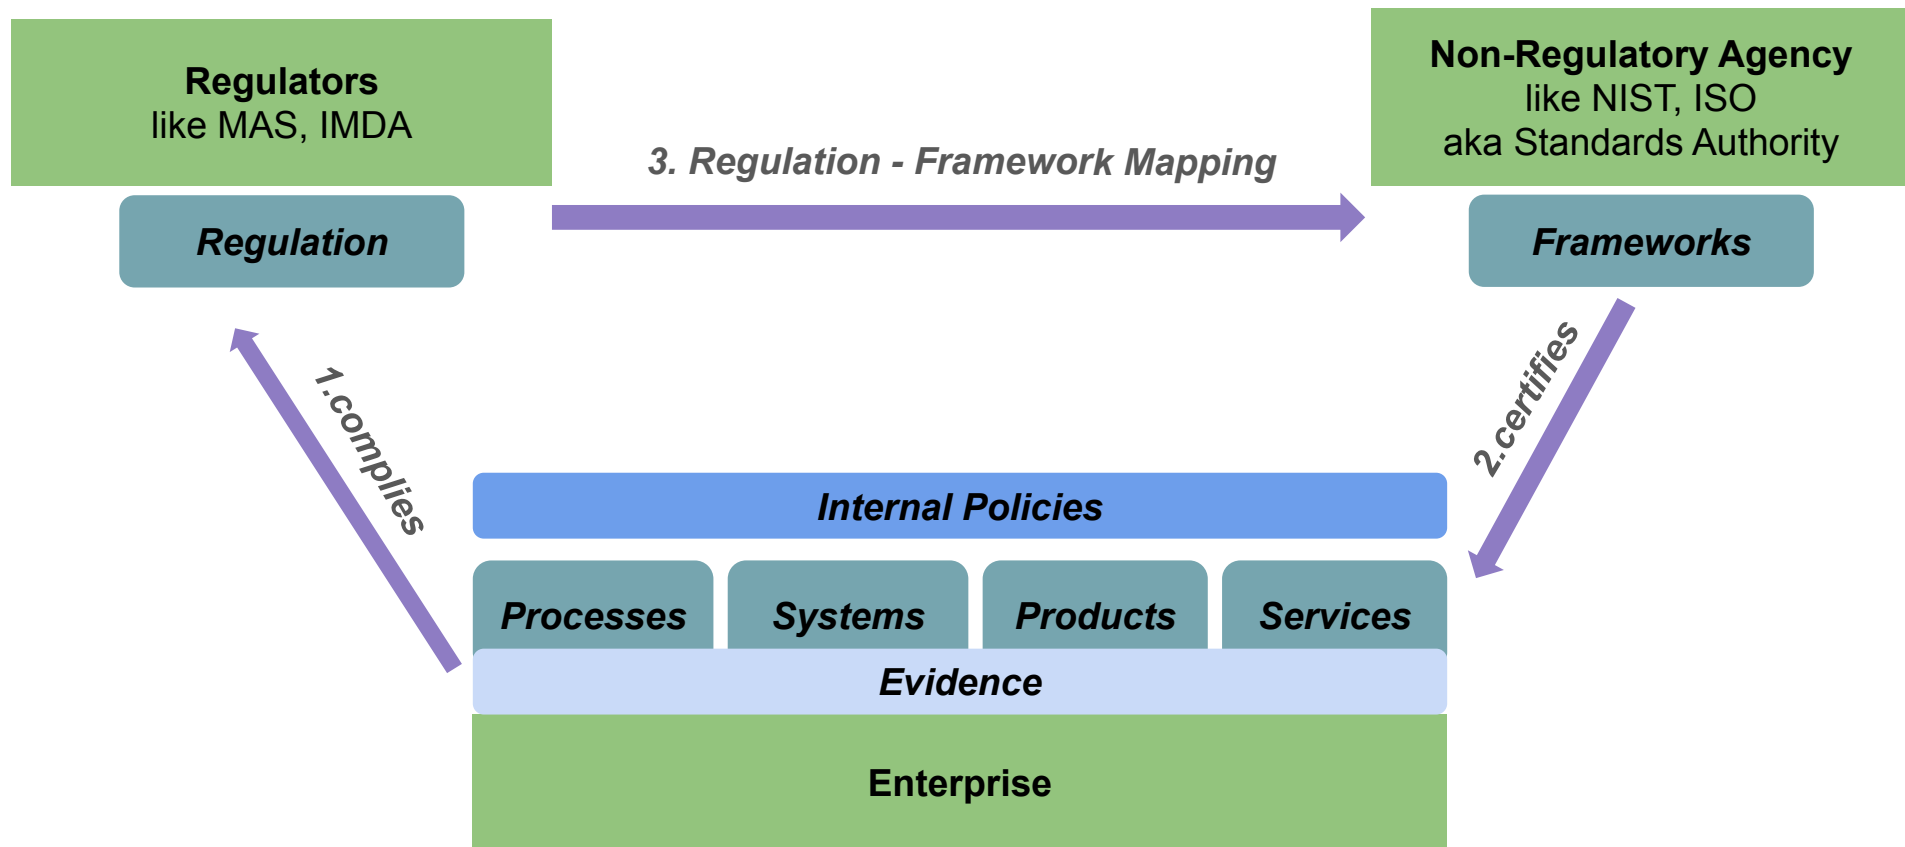 Regulators
like MAS, IMDA
Non-Regulatory Agency
like NIST, ISO
aka Standards Authority
3. Regulation - Framework Mapping
Regulation
Frameworks
1.complies
2.certifies
Internal Policies
Processes
Systems
Products
Services
Evidence
Enterprise